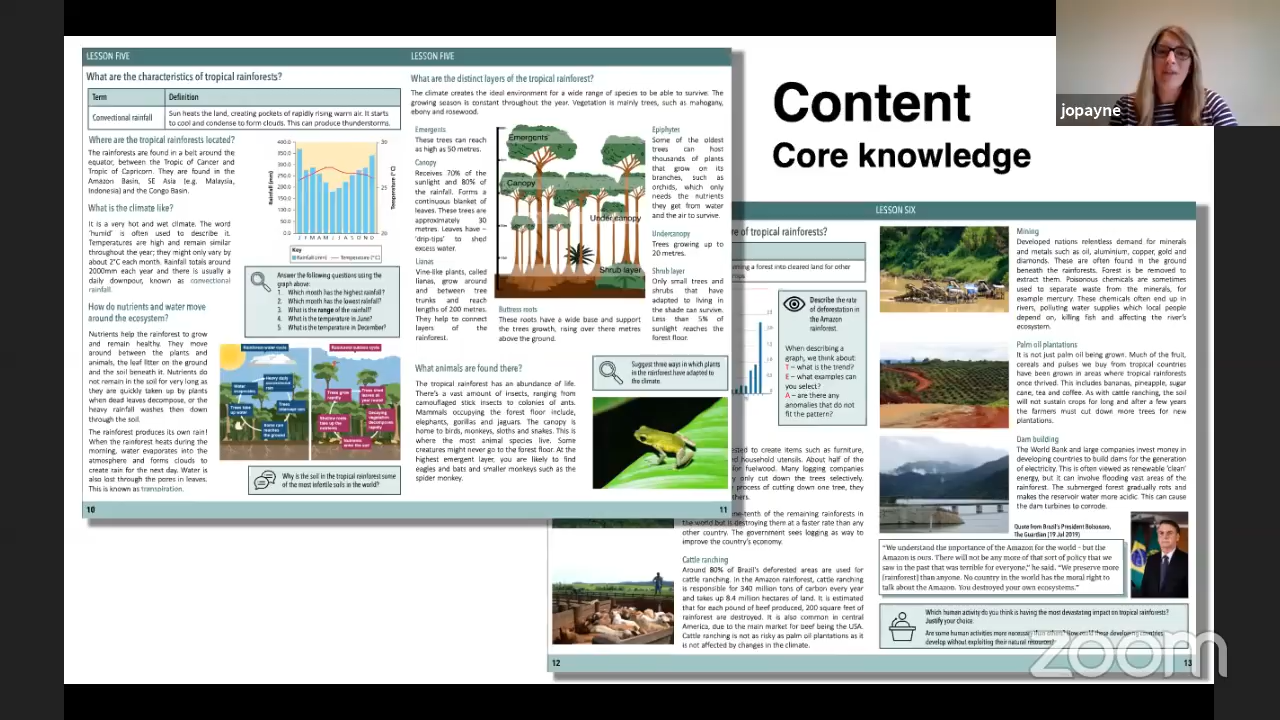 LESSON FIVE
What are the characteristics of tropical rainforests?
Term
Definition
Convectional rainfall
Sun heats the land, creating pockets of rapidly rising warm air. It starts
to cool and condense to form clouds. This can produce thunderstorms.
Where are the tropical rainforests located?
The rainforests are found in a belt around the
equator, between the Tropic of Cancer and
Tropic of Capricorn. They are found in the
Amazon Basin, SE Asia (e.g. Malaysia,
Indonesia) and the Congo Basin.
What is the climate like?
It is a very hot and wet climate. The word
'humid' is often used to describe it.
Temperatures are high and remain similar
throughout the year; they might only vary by
about 2°C each month. Rainfall totals around
2000mm each year and there is usually a
daily downpour, known as convectional
rainfall.
400.0
350.0
300.0
250.0
200.0
150.0
100.0
50.0
0.0
Rainfall (mm)
J F M A M J J A S O N D
30
25
20
Temperature (°C)
Key
Rainfall (mm)
Temperature (°C)
Answer the following questions using the
graph above:
1. Which month has the highest rainfall?
2. Which month has the lowest rainfall?
3. What is the range of the rainfall?
4. What is the temperature in June?
5. What is the temperature in December?
How do nutrients and water move
around the ecosystem?
Nutrients help the rainforest to grow
and remain healthy. They move
around between the plants and
animals, the leaf litter on the ground
and the soil beneath it. Nutrients do
not remain in the soil for very long as
they are quickly taken up by plants
when dead leaves decompose, or the
heavy rainfall washes them down
through the soil.
The rainforest produces its own rain!
When the rainforest heats during the
morning, water evaporates into the
atmosphere and forms clouds to
create rain for the next day. Water is
also lost through the pores in leaves.
This is known as transpiration.
Why is the soil in the tropical rainforest some
of the most infertile soils in the world?
10
LESSON FIVE
What are the distinct layers of the tropical rainforest?
The climate creates the ideal environment for a wide range of species to be able to survive. The
growing season is constant throughout the year. Vegetation is mainly trees, such as mahogany,
ebony and rosewood.
Emergents
These trees can reach
as high as 50 metres.
Canopy
Receives 70% of the
sunlight and 80% of
the rainfall. Forms a
continuous blanket of
leaves. These trees are
approximately 30
metres. Leaves have –
'drip-tips' to shed
excess water.
Lianas
Vine-like plants, called
lianas, grow around
and between tree
trunks and reach
lengths of 200 metres.
They help to connect
layers of the
rainforest.
Emergents
Canopy
Under canopy
Shrub layer
Buttress roots
These roots have a wide base and support
the trees growth, rising over there metres
above the ground.
Epiphytes
Some of the oldest
trees can host
thousands of plants
that grow on its
branches, such as
orchids, which only
needs the nutrients
they get from water
and the air to survive.
Undercanopy
Trees growing up to
20 metres.
Shrub layer
Only small trees and
shrubs that have
adapted to living in
the shade can survive.
Less than 5% of
sunlight reaches the
forest floor.
What animals are found there?
The tropical rainforest has an abundance of life.
There's a vast amount of insects, ranging from
camouflaged stick insects to colonies of ants.
Mammals occupying the forest floor include,
elephants, gorillas and jaguars. The canopy is
home to birds, monkeys, sloths and snakes. This is
where the most animal species live. Some
creatures might never go to the forest floor. At the
highest emergent layer, you are likely to find
eagles and bats and smaller monkeys such as the
spider monkey.
Suggest three ways in which plants
in the rainforest have adapted to
the climate.
11
Content
Core knowledge
jopayne
LESSON SIX
re of tropical rainforests?
Describe the rate
of deforestation in
the Amazon
rainforest.
When describing a
graph, we think about:
T – what is the trend?
E – what examples can
you select?
A – are there any
anomalies that do not
fit the pattern?
ested to create items such as furniture,
household utensils. About half of the
or fuelwood. Many logging companies
only cut down the trees selectively.
process of cutting down one tree, they
thers.
ne-tenth of the remaining rainforests in
the world but is destroying them at a faster rate than any
other country. The government sees logging as way to
improve the country's economy.
Cattle ranching
Around 80% of Brazil's deforested areas are used for
cattle ranching. In the Amazon rainforest, cattle ranching
is responsible for 340 million tons of carbon every year
and takes up 8.4 million hectares of land. It is estimated
that for each pound of beef produced, 200 square feet of
rainforest are destroyed. It is also common in central
America, due to the main market for beef being the USA.
Cattle ranching is not as risky as palm oil plantations as it
is not affected by changes in the climate.
12
Mining
Developed nations relentless demand for minerals
and metals such as oil, aluminium, copper, gold and
diamonds. These are often found in the ground
beneath the rainforests. Forest is be removed to
extract them. Poisonous chemicals are sometimes
used to separate waste from the minerals, for
example mercury. These chemicals often end up in
rivers, polluting water supplies which local people
depend on, killing fish and affecting the river's
ecosystem.
Palm oil plantations
It is not just palm oil being grown. Much of the fruit,
cereals and pulses we buy from tropical countries
have been grown in areas where tropical rainforests
once thrived. This includes bananas, pineapple, sugar
cane, tea and coffee. As with cattle ranching, the soil
will not sustain crops for long and after a few years
the farmers must cut down more trees for new
plantations.
Dam building
The World Bank and large companies invest money in
developing countries to build dams for the generation
of electricity. This is often viewed as renewable 'clean'
energy, but it can involve flooding vast areas of the
rainforest. The submerged forest gradually rots and
makes the reservoir water more acidic. This can cause
the dam turbines to corrode.
Quote from Brazil's President Bolsonaro,
The Guardian (19 Jul 2019)
"We understand the importance of the Amazon for the world - but the
Amazon is ours. There will not be any more of that sort of policy that we
saw in the past that was terrible for everyone," he said. "We preserve more
[rainforest] than anyone. No country in the world has the moral right to
talk about the Amazon. You destroyed your own ecosystems."
Which human activity do you think is having the most devastating impact on tropical rainforests?
Justify your choice.
Are some human activities more necessary than others? How could these developing countries
develop without exploiting their natural resources?
13
zoom